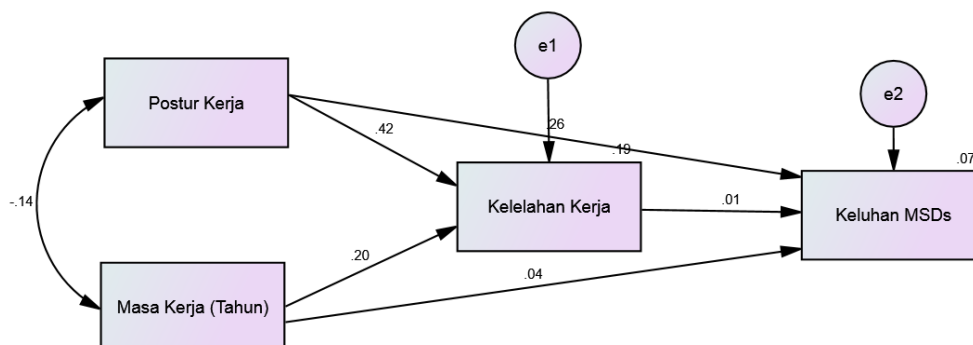 e1
e2
Postur Kerja
.42
.26
.19
.07
-.14
Kelelahan Kerja
.01
Keluhan MSDs
.20
.04
Masa Kerja (Tahun)